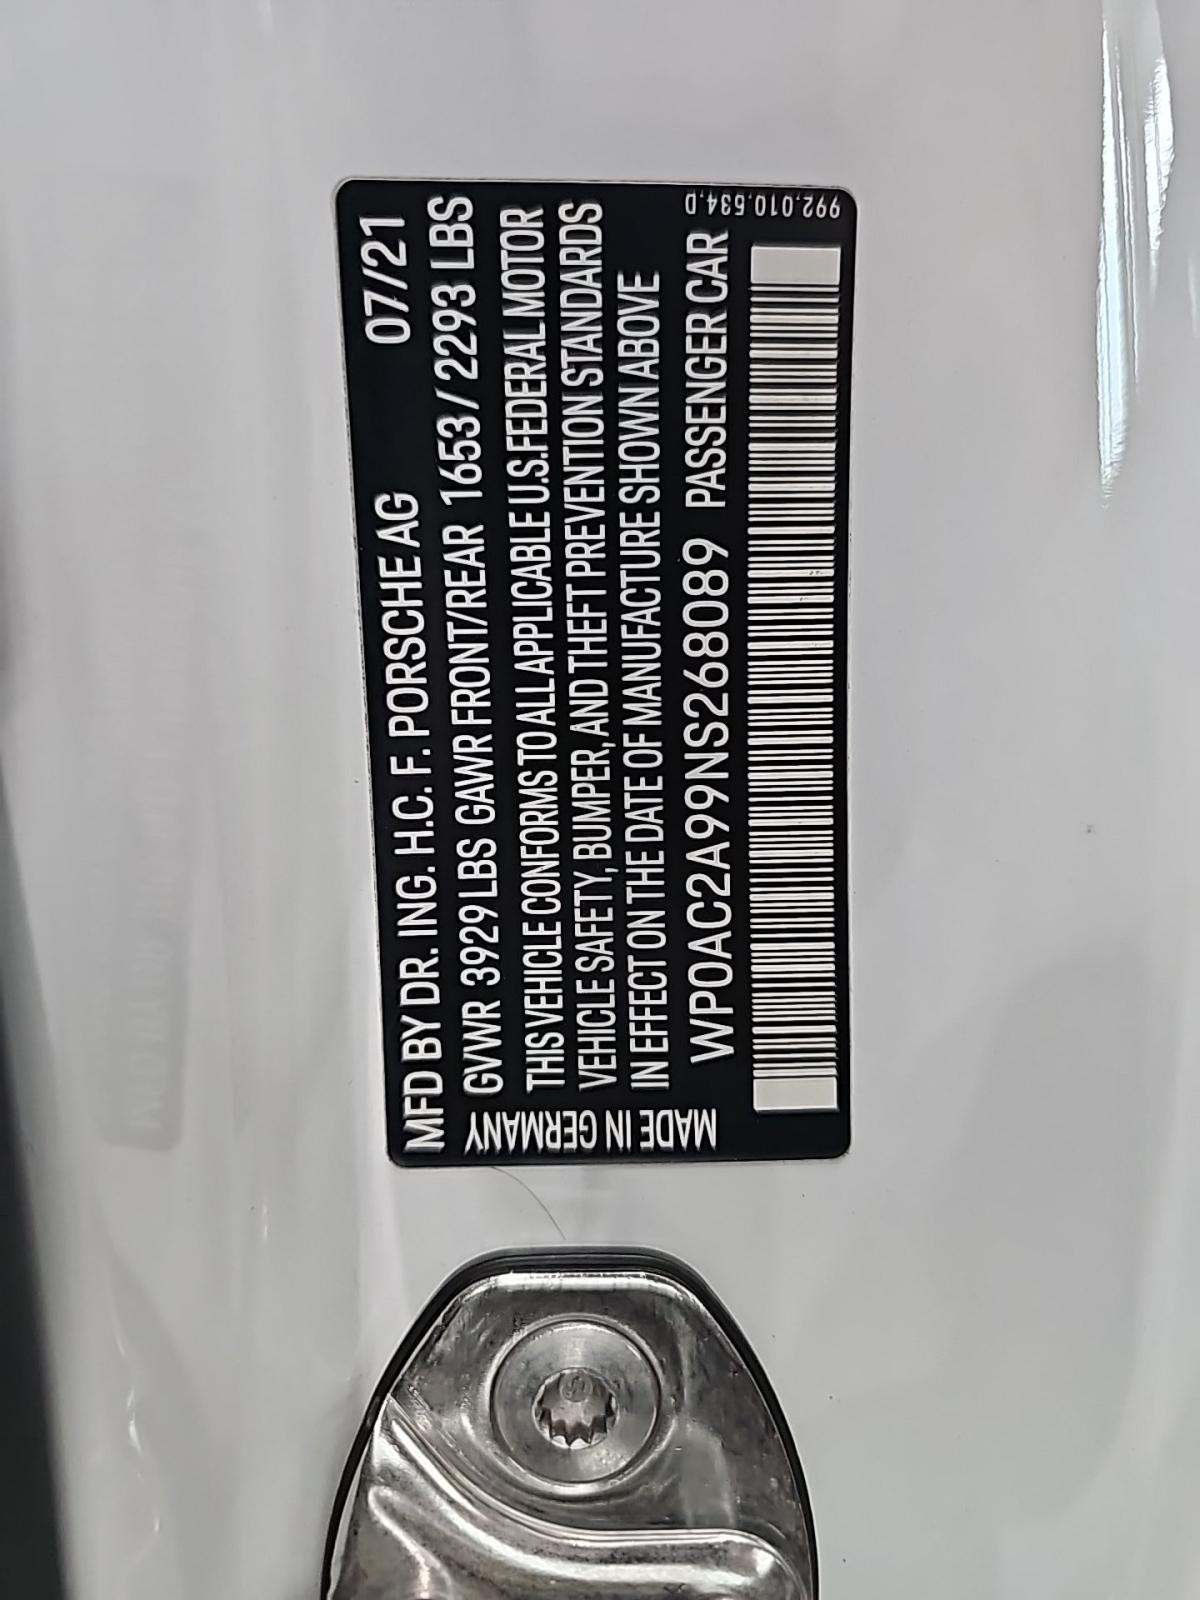 MFD BY DR. ING. H.C. F. PORSCHE AG 07/21
GVWR 3929 LBS GAWR FRONT/REAR 1653 / 2293 LBS
THIS VEHICLE CONFORMS TO ALL APPLICABLE U.S. FEDERAL MOTOR
VEHICLE SAFETY, BUMPER, AND THEFT PREVENTION STANDARDS
IN EFFECT ON THE DATE OF MANUFACTURE SHOWN ABOVE
WP0AC2A99NS268089 PASSENGER CAR
MADE IN GERMANY
992.010.534.D